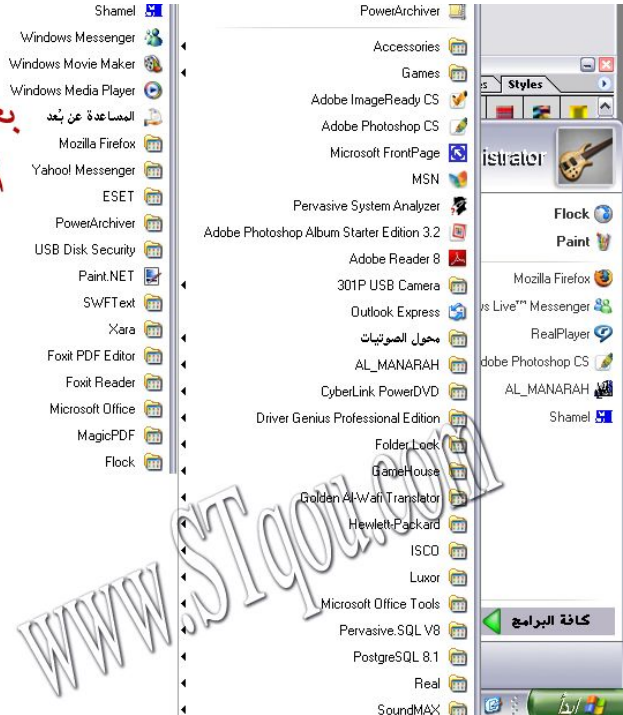 Shamel
Windows Messenger
Windows Movie Maker
Windows Media Player
المساعدة عن بُعد
Mozilla Firefox
Yahoo! Messenger
ESET
PowerArchiver
USB Disk Security
Paint.NET
SWFText
Xara
Foxit PDF Editor
Foxit Reader
Microsoft Office
MagicPDF
Flock
PowerArchiver
Accessories
Games
Adobe ImageReady CS
Adobe Photoshop CS
Microsoft FrontPage
MSN
Pervasive System Analyzer
Adobe Photoshop Album Starter Edition 3.2
Adobe Reader 8
301P USB Camera
Outlook Express
محول الصوتيات
AL_MANARAH
CyberLink PowerDVD
Driver Genius Professional Edition
Folder Lock
GameHouse
Golden Al-Wafi Translator
Hewlett-Packard
ISCO
Luxor
Microsoft Office Tools
Pervasive.SQL V8
PostgreSQL 8.1
Real
SoundMAX
Styles
istrator
Flock
Paint
Mozilla Firefox
s Live™ Messenger
RealPlayer
dobe Photoshop CS
AL_MANARAH
Shamel
كافة البرامج
ابدأ
www.STqou.com